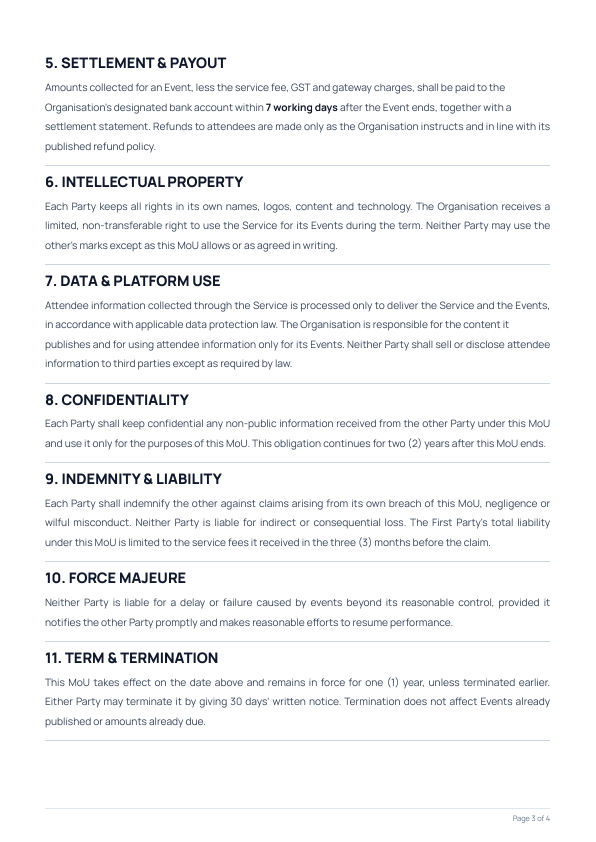 5. SETTLEMENT & PAYOUT
Amounts collected for an Event, less the service fee, GST and gateway charges, shall be paid to the
Organisation's designated bank account within 7 working days after the Event ends, together with a
settlement statement. Refunds to attendees are made only as the Organisation instructs and in line with its
published refund policy.
6. INTELLECTUAL PROPERTY
Each Party keeps all rights in its own names, logos, content and technology. The Organisation receives a
limited, non-transferable right to use the Service for its Events during the term. Neither Party may use the
other's marks except as this MoU allows or as agreed in writing.
7. DATA & PLATFORM USE
Attendee information collected through the Service is processed only to deliver the Service and the Events,
in accordance with applicable data protection law. The Organisation is responsible for the content it
publishes and for using attendee information only for its Events. Neither Party shall sell or disclose attendee
information to third parties except as required by law.
8. CONFIDENTIALITY
Each Party shall keep confidential any non-public information received from the other Party under this MoU
and use it only for the purposes of this MoU. This obligation continues for two (2) years after this MoU ends.
9. INDEMNITY & LIABILITY
Each Party shall indemnify the other against claims arising from its own breach of this MoU, negligence or
wilful misconduct. Neither Party is liable for indirect or consequential loss. The First Party's total liability
under this MoU is limited to the service fees it received in the three (3) months before the claim.
10. FORCE MAJEURE
Neither Party is liable for a delay or failure caused by events beyond its reasonable control, provided it
notifies the other Party promptly and makes reasonable efforts to resume performance.
11. TERM & TERMINATION
This MoU takes effect on the date above and remains in force for one (1) year, unless terminated earlier.
Either Party may terminate it by giving 30 days' written notice. Termination does not affect Events already
published or amounts already due.
Page 3 of 4